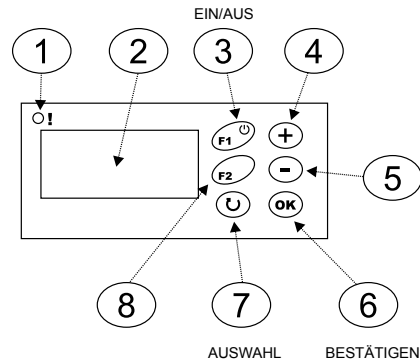 EIN/AUS
1 2 3 4
!
F1 +
F2 - 5
OK
8 7 6
AUSWAHL BESTÄTIGEN